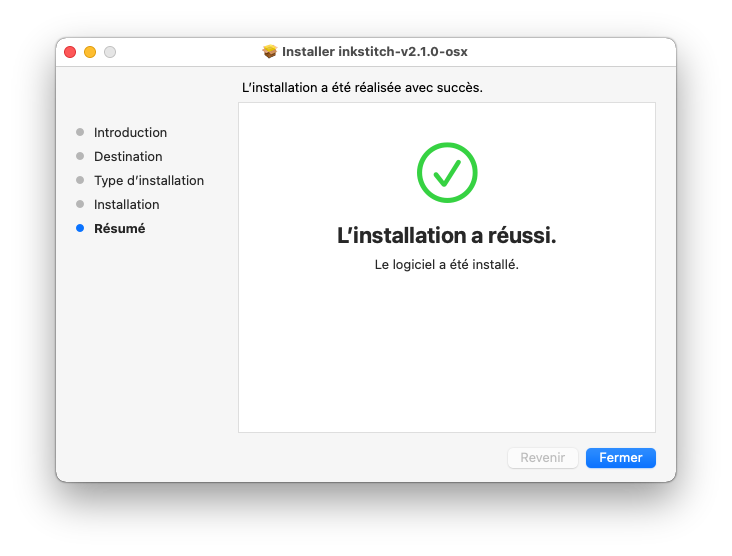 Installer inkstitch-v2.1.0-osx
L’installation a été réalisée avec succès.
Introduction
Destination
Type d’installation
Installation
Résumé
L’installation a réussi.
Le logiciel a été installé.
Revenir
Fermer